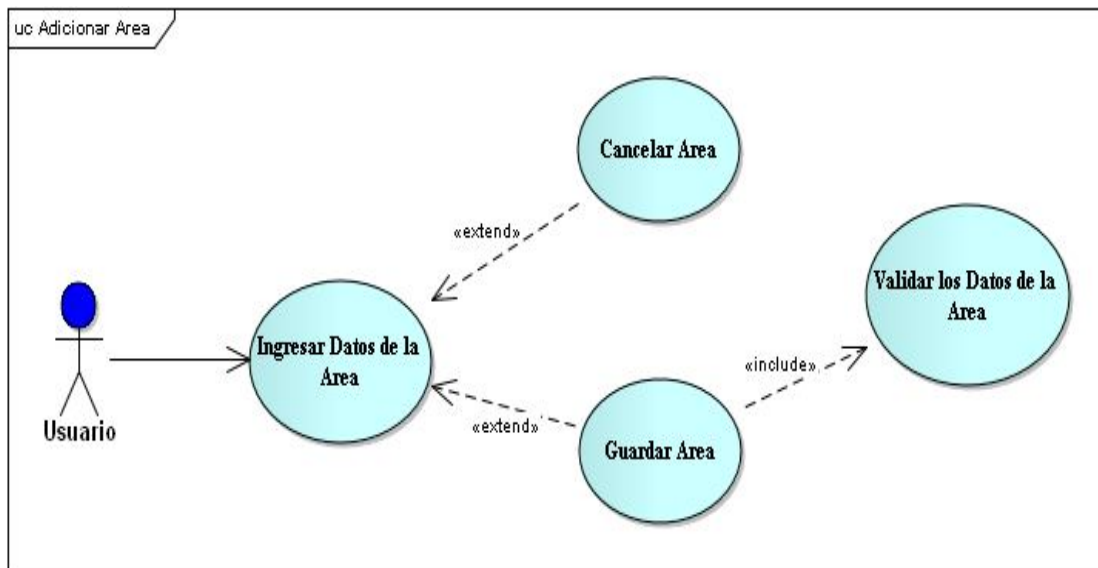 uc Adicionar Area
Cancelar Area
«extend»
Validar los Datos de la
Area
Ingresar Datos de la
Area
«include»
«extend»
Usuario
Guardar Area